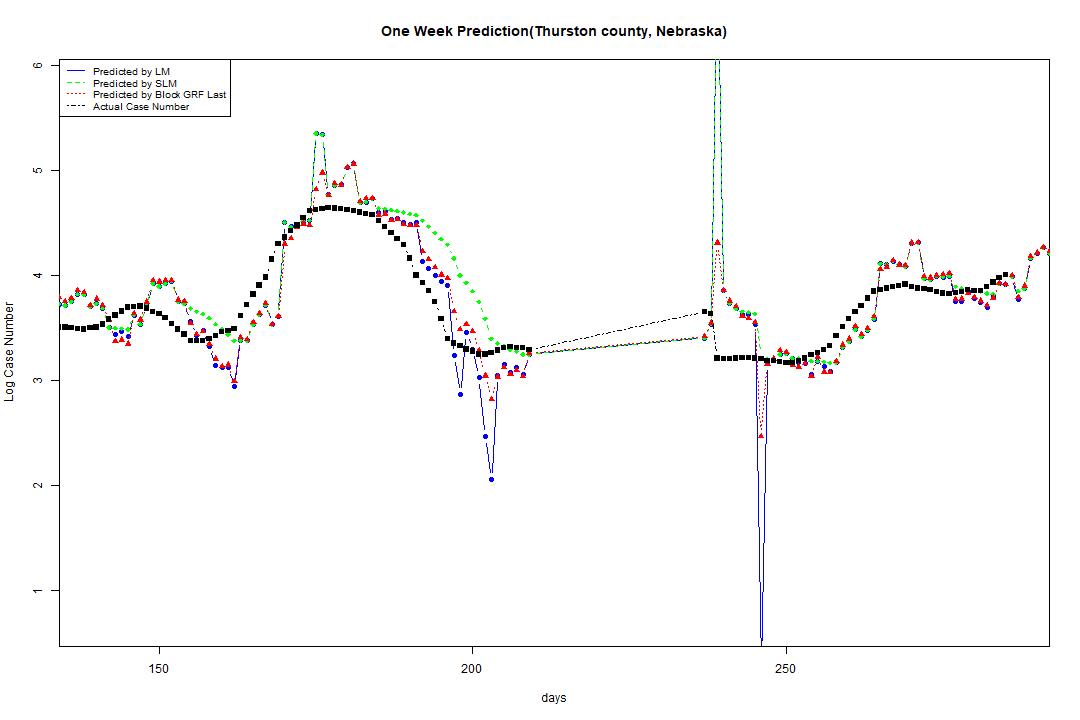 One Week Prediction(Thurston county, Nebraska)
Predicted by LM
Predicted by SLM
Predicted by Block GRF Last
Actual Case Number
6
5
4
3
2
1
Log Case Number
150
200
250
days